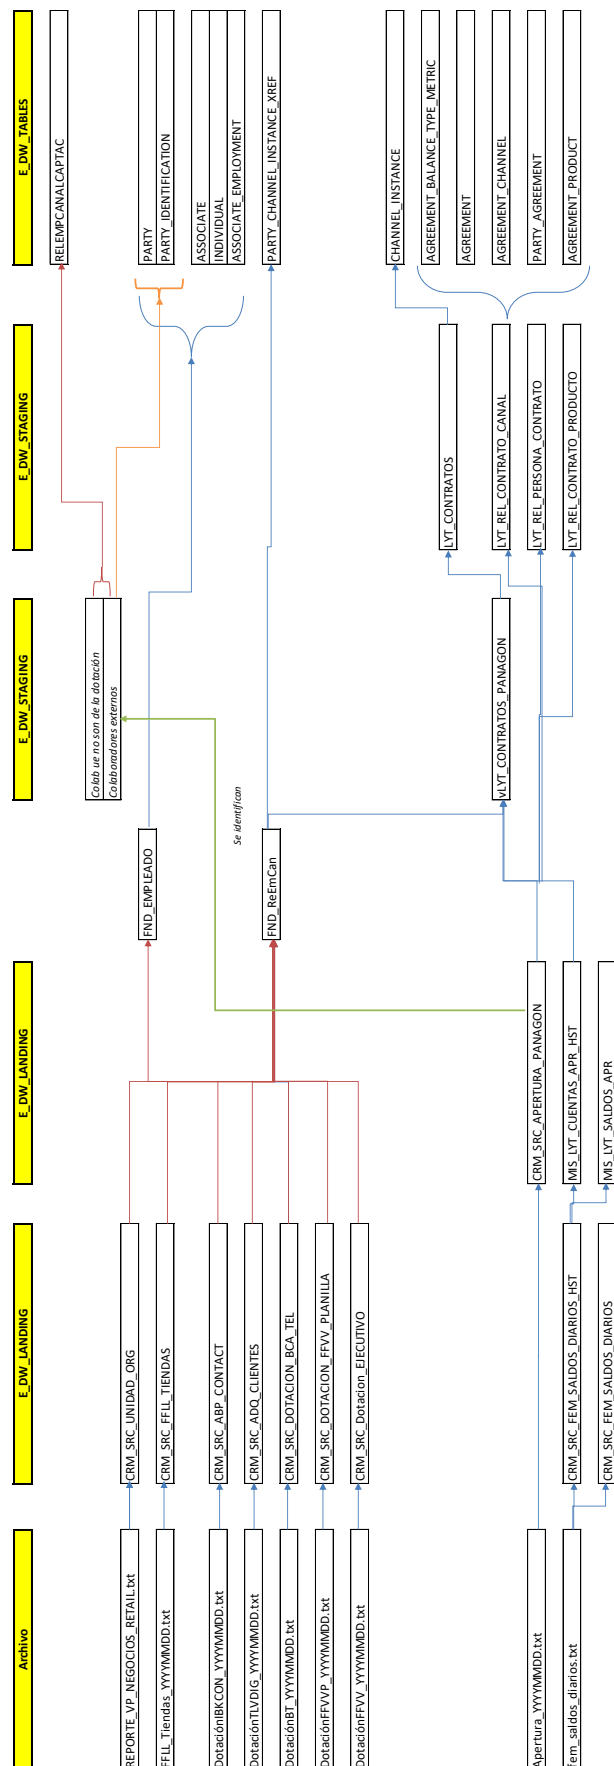 Archivo
E_DW_LANDING
E_DW_LANDING
E_DW_STAGING
E_DW_STAGING
E_DW_TABLES
RELEMPCANALCAPTAC
Colab ue no son de la dotación
Colaboradores externos
REPORTE_VP_NEGOCIOS_RETAIL.txt
CRM_SRC_UNIDAD_ORG
FND_EMPLEADO
PARTY
FFLL_Tiendas_YYYYMMDD.txt
CRM_SRC_FFLL_TIENDAS
PARTY_IDENTIFICATION
ASSOCIATE
DotaciónIBKCON_YYYYMMDD.txt
CRM_SRC_ABP_CONTACT
INDIVIDUAL
Se identifican
ASSOCIATE_EMPLOYMENT
DotaciónTLVDIG_YYYYMMDD.txt
CRM_SRC_ADQ_CLIENTES
FND_ReEmCan
PARTY_CHANNEL_INSTANCE_XREF
DotaciónBT_YYYYMMDD.txt
CRM_SRC_DOTACION_BCA_TEL
DotaciónFFVVP_YYYYMMDD.txt
CRM_SRC_DOTACION_FFVV_PLANILLA
DotaciónFFVV_YYYYMMDD.txt
CRM_SRC_Dotacion_EJECUTIVO
CHANNEL_INSTANCE
AGREEMENT_BALANCE_TYPE_METRIC
LYT_CONTRATOS
AGREEMENT
vLYT_CONTRATOS_PANAGON
LYT_REL_CONTRATO_CANAL
AGREEMENT_CHANNEL
Apertura_YYYYMMDD.txt
CRM_SRC_APERTURA_PANAGON
LYT_REL_PERSONA_CONTRATO
PARTY_AGREEMENT
fem_saldos_diarios.txt
CRM_SRC_FEM_SALDOS_DIARIOS_HST
MIS_LYT_CUENTAS_APR_HST
LYT_REL_CONTRATO_PRODUCTO
AGREEMENT_PRODUCT
CRM_SRC_FEM_SALDOS_DIARIOS
MIS_LYT_SALDOS_APR